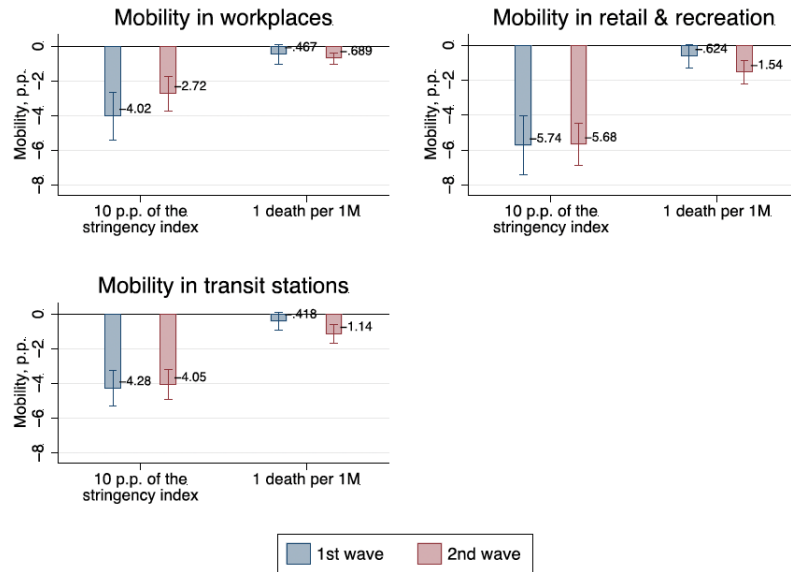 Mobility in workplaces
Mobility, p.p.
0
-2
-4
-6
-8
-4.02
-2.72
-.467
-.689
10 p.p. of the
stringency index
1 death per 1M
Mobility in retail & recreation
Mobility, p.p.
0
-2
-4
-6
-8
-5.74
-5.68
-.624
-1.54
10 p.p. of the
stringency index
1 death per 1M
Mobility in transit stations
Mobility, p.p.
0
-2
-4
-6
-8
-4.28
-4.05
-.418
-1.14
10 p.p. of the
stringency index
1 death per 1M
1st wave
2nd wave